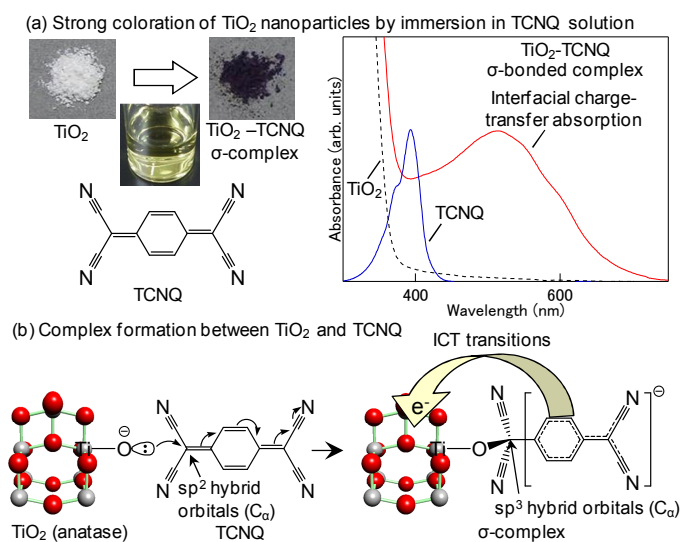 (a) Strong coloration of TiO2 nanoparticles by immersion in TCNQ solution
TiO2
TiO2 –TCNQ
σ-complex
N
N
N
N
TCNQ
Absorbance (arb. units)
TiO2-TCNQ
σ-bonded complex
Interfacial charge-
transfer absorption
TiO2
TCNQ
400
600
Wavelength (nm)
(b) Complex formation between TiO2 and TCNQ
ICT transitions
e-
Ti
O
⊖
:
N
N
N
N
sp2 hybrid
orbitals (Cα)
TiO2 (anatase)
TCNQ
Ti
O
N
N
N
N
⊖
sp3 hybrid orbitals (Cα)
σ-complex